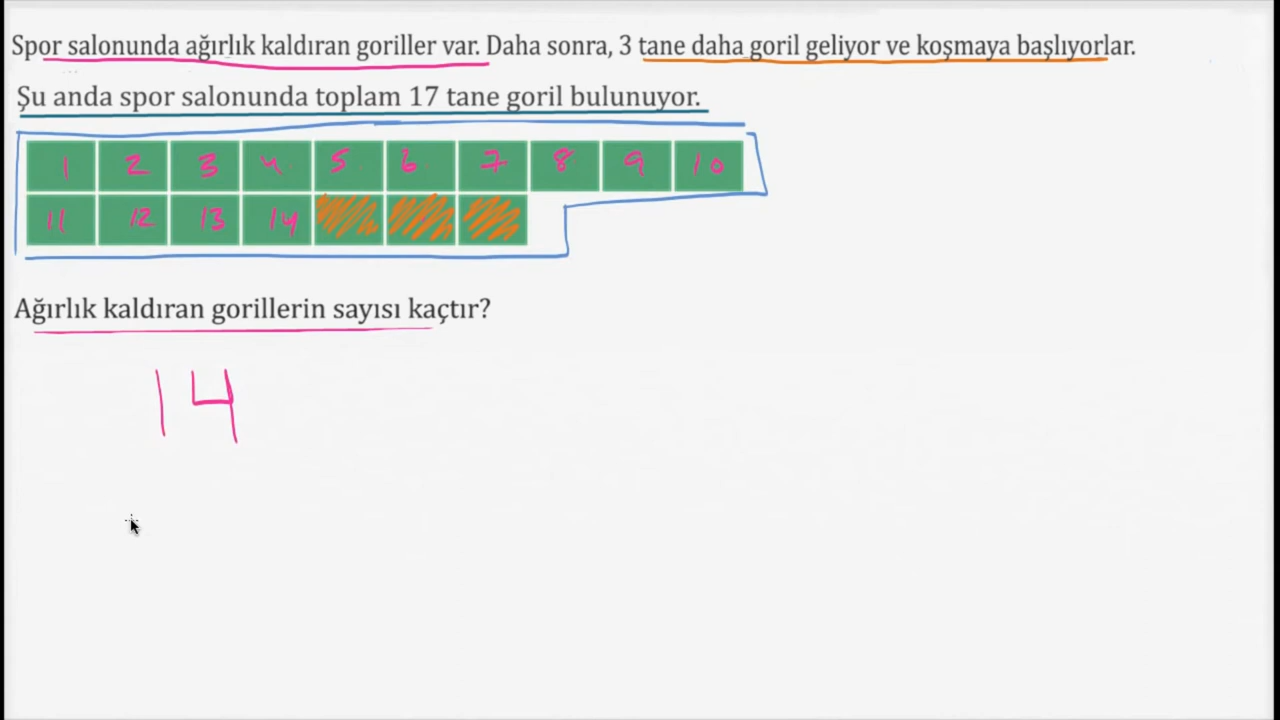 Spor salonunda ağırlık kaldıran goriller var. Daha sonra, 3 tane daha goril geliyor ve koşmaya başlıyorlar.
Şu anda spor salonunda toplam 17 tane goril bulunuyor.
1 2 3 4 5 6 7 8 9 10
11 12 13 14
Ağırlık kaldıran gorillerin sayısı kaçtır?
14